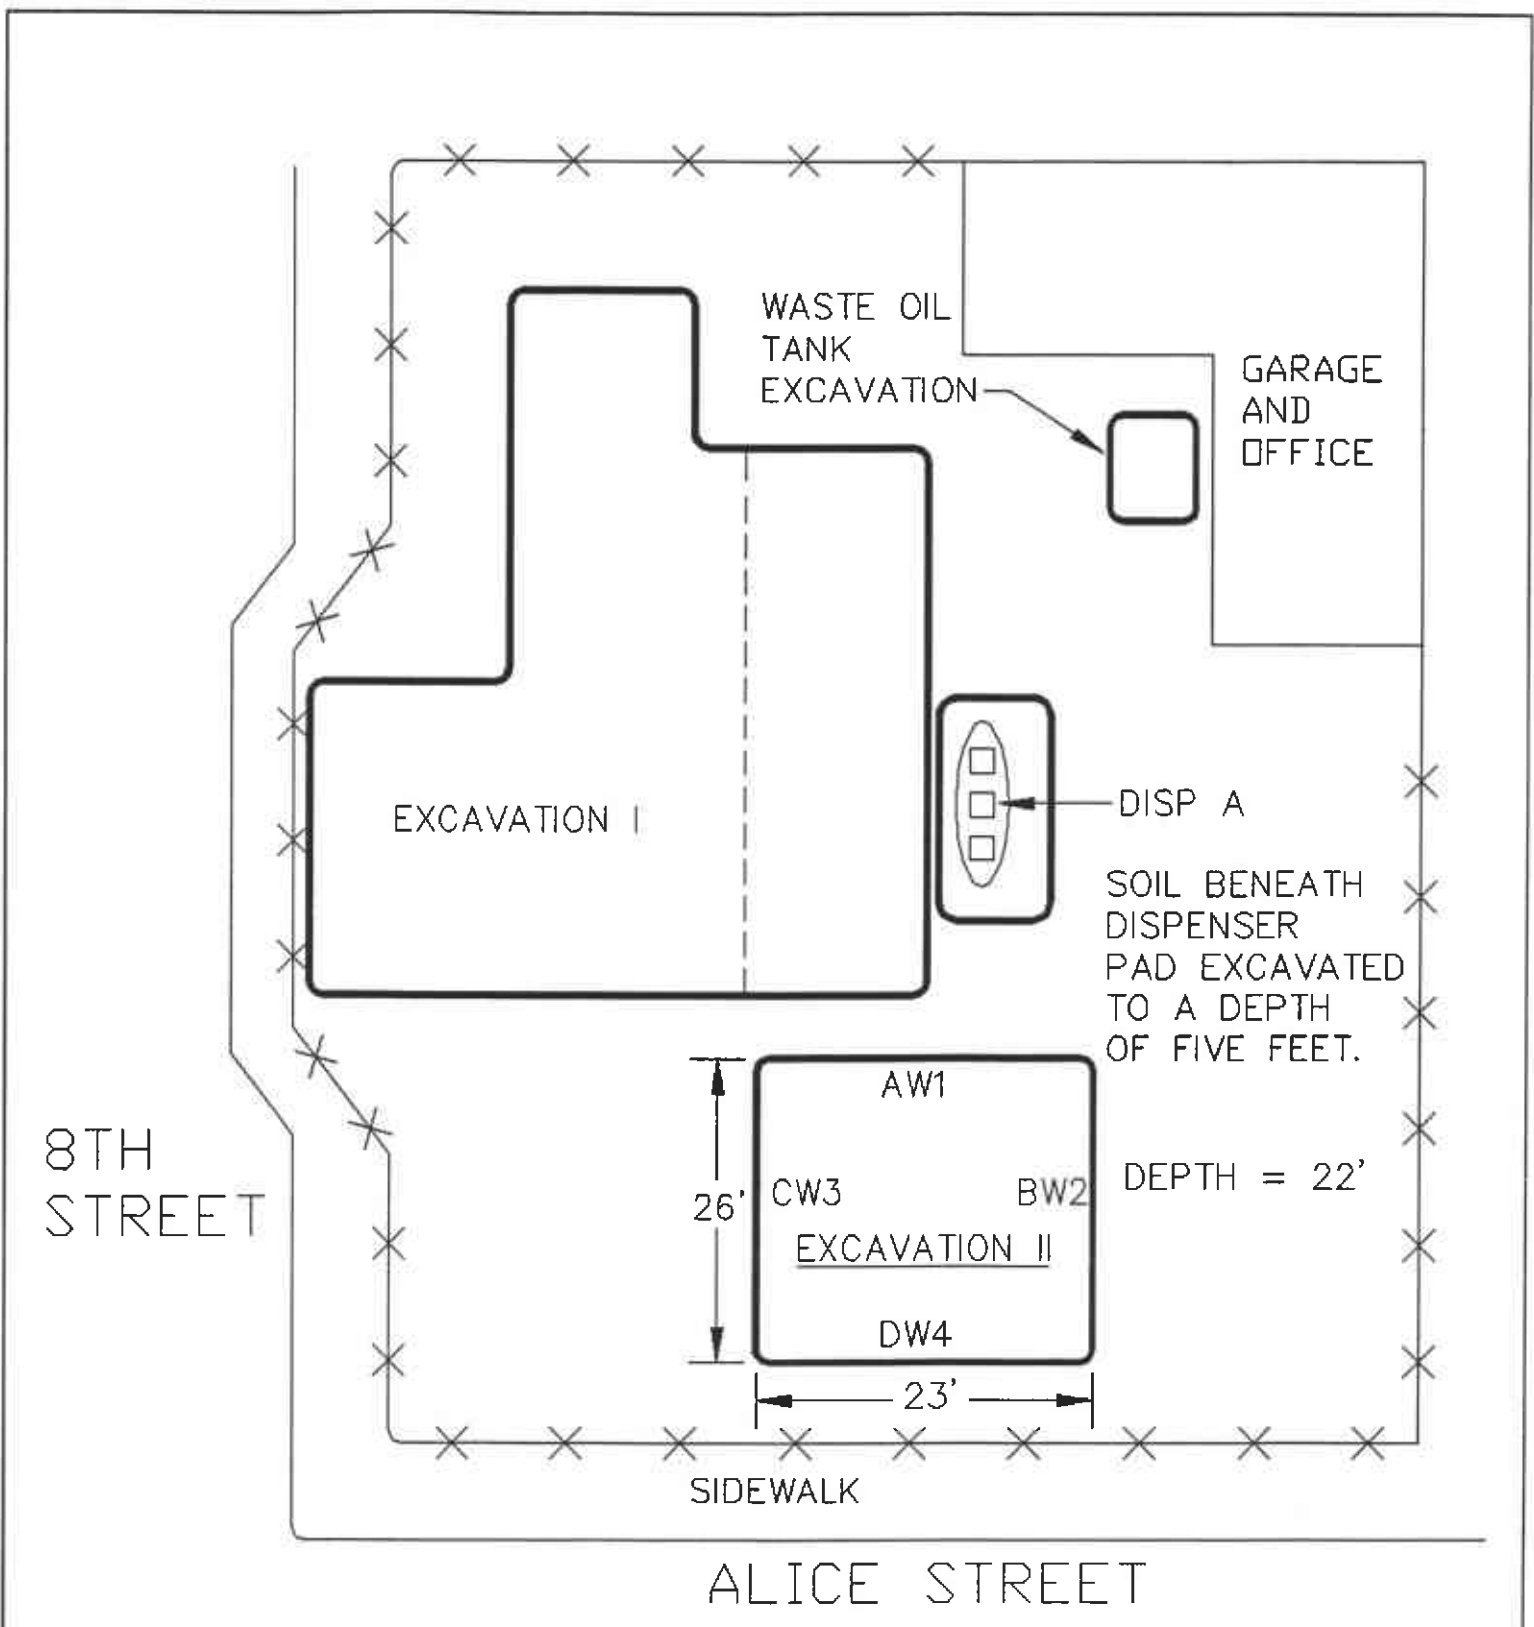 WASTE OIL
TANK
EXCAVATION
GARAGE
AND
OFFICE
EXCAVATION I
DISP A
SOIL BENEATH
DISPENSER
PAD EXCAVATED
TO A DEPTH
OF FIVE FEET.
AW1
8TH
STREET
26'
CW3
BW2
DEPTH = 22'
EXCAVATION II
DW4
23'
SIDEWALK
ALICE STREET